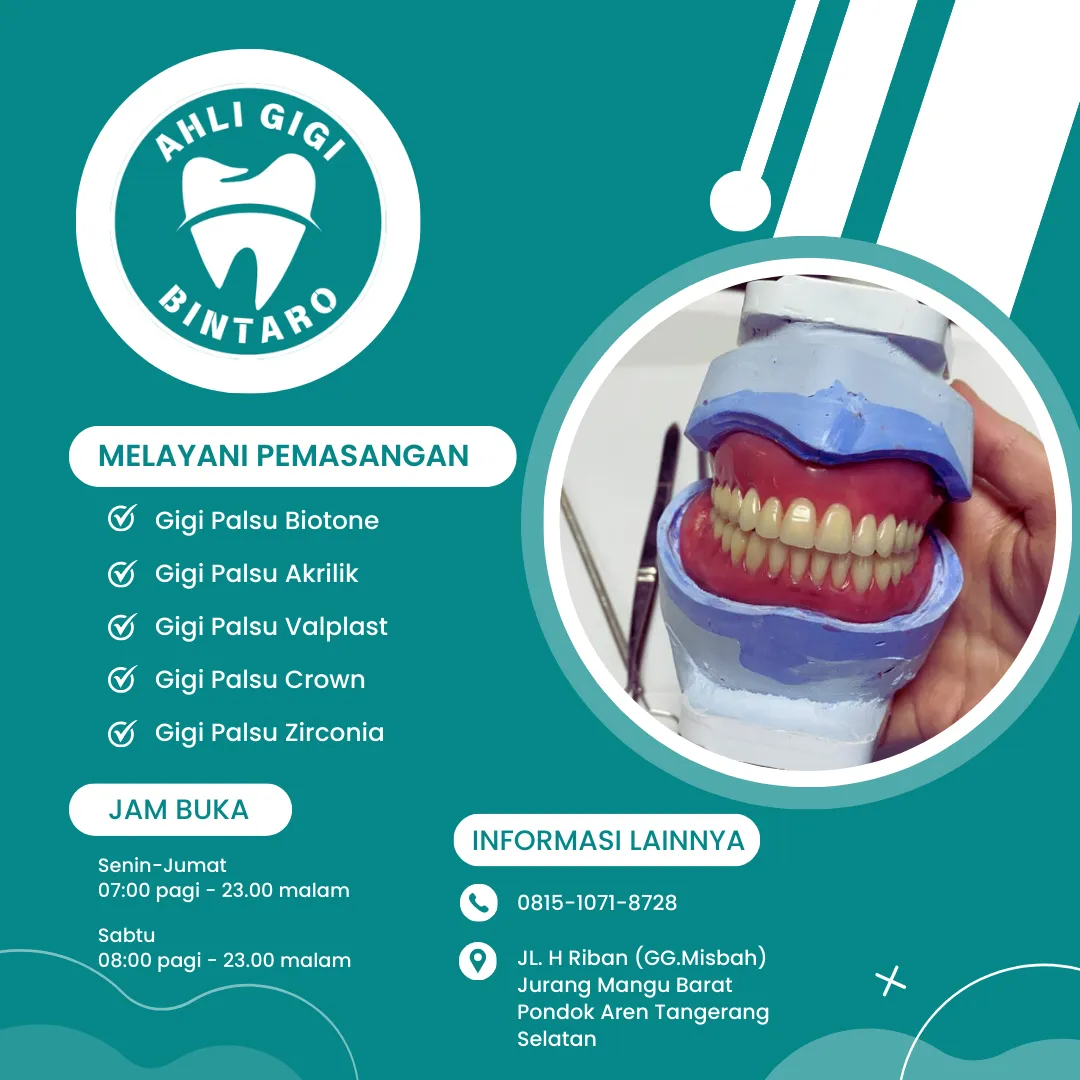 AHLI GIGI
BINTARO
MELAYANI PEMASANGAN
Gigi Palsu Biotone
Gigi Palsu Akrilik
Gigi Palsu Valplast
Gigi Palsu Crown
Gigi Palsu Zirconia
JAM BUKA
Senin-Jumat
07:00 pagi - 23.00 malam
Sabtu
08:00 pagi - 23.00 malam
INFORMASI LAINNYA
0815-1071-8728
JL. H Riban (GG.Misbah)
Jurang Mangu Barat
Pondok Aren Tangerang
Selatan